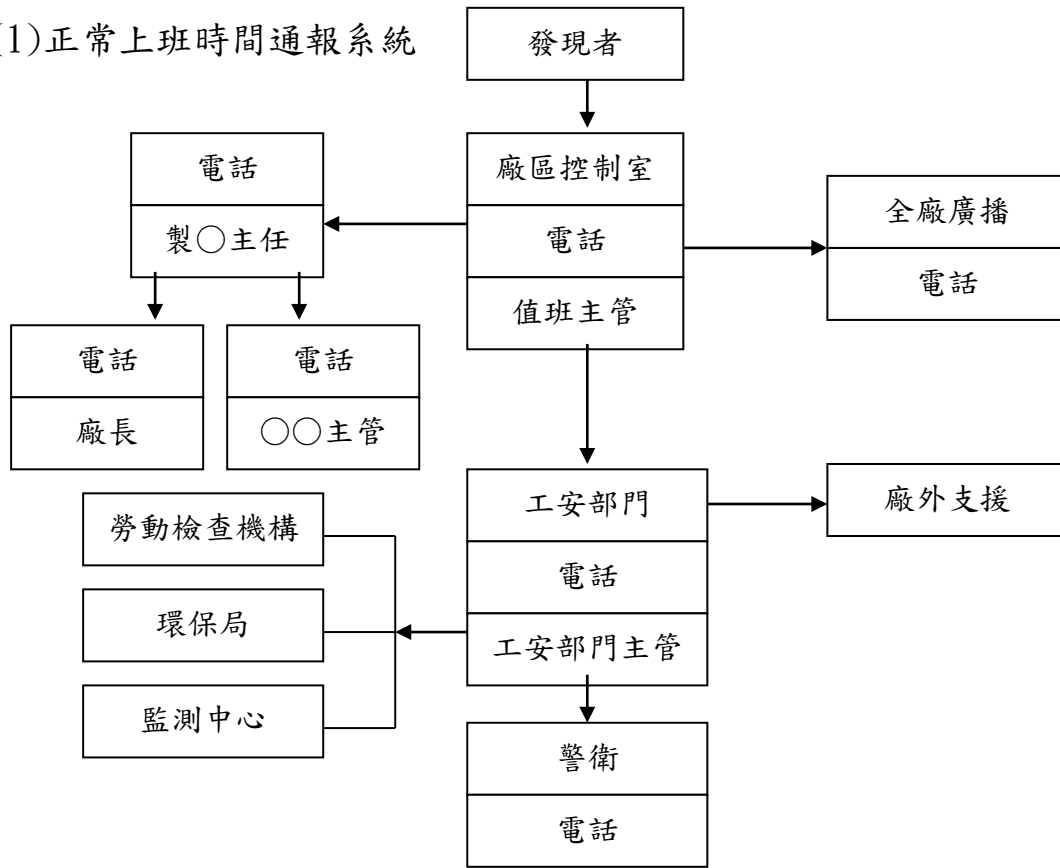 (1)正常上班時間通報系統
發現者
電話
製○主任
廠區控制室
電話
值班主管
全廠廣播
電話
電話
廠長
電話
○○主管
工安部門
電話
工安部門主管
廠外支援
勞動檢查機構
環保局
監測中心
警衛
電話